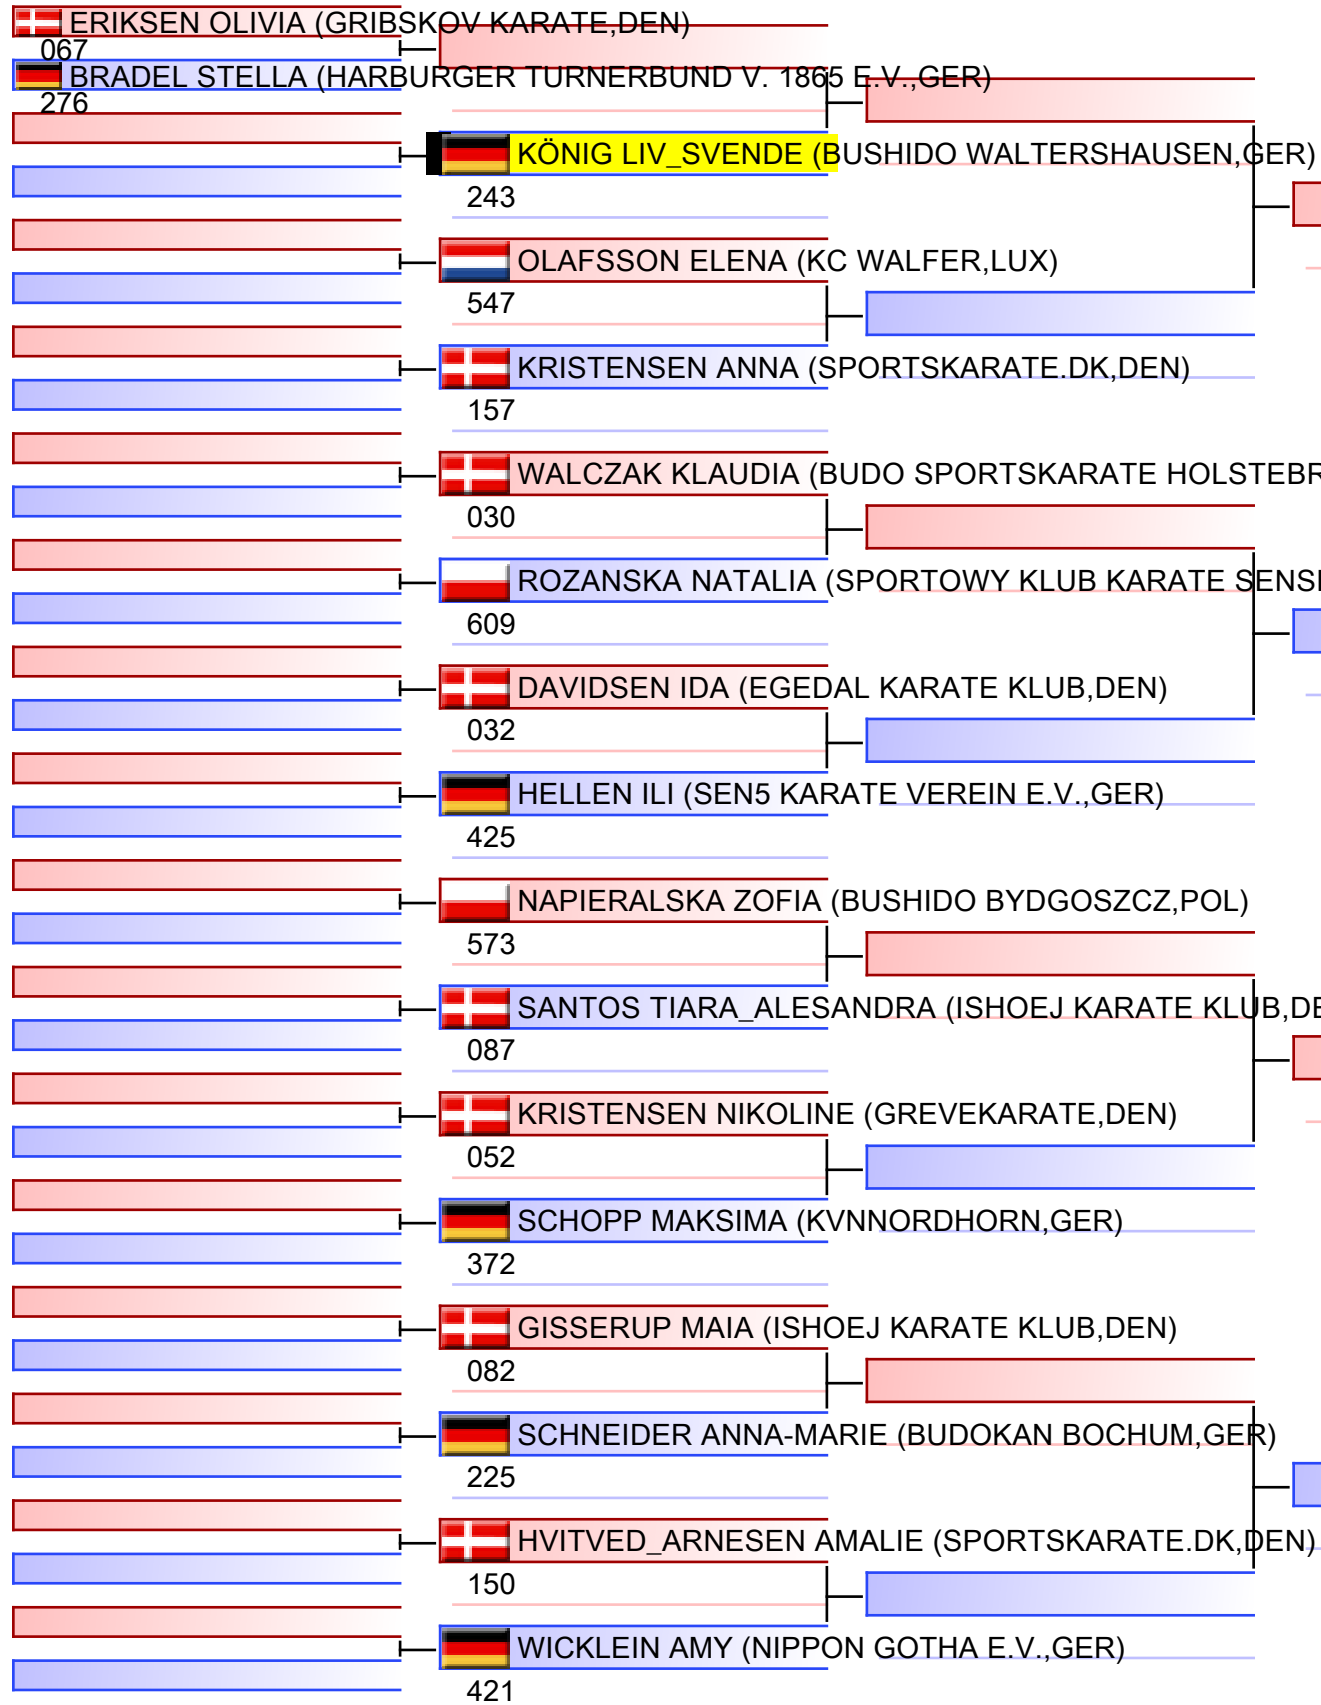 ERIKSEN OLIVIA (GRIBSKOV KARATE,DEN)
067
BRADEL STELLA (HARBURGER TURNERBUND V. 1865 E.V.,GER)
276
KÖNIG LIV_SVENDE (BUSHIDO WALTERSHAUSEN,GER)
243
OLAFSSON ELENA (KC WALFER,LUX)
547
KRISTENSEN ANNA (SPORTSKARATE.DK,DEN)
157
WALCZAK KLAUDIA (BUDO SPORTSKARATE HOLSTEBR
030
ROZANSKA NATALIA (SPORTOWY KLUB KARATE SENSE
609
DAVIDSEN IDA (EGEDAL KARATE KLUB,DEN)
032
HELLEN ILI (SEN5 KARATE VEREIN E.V.,GER)
425
NAPIERALSKA ZOFIA (BUSHIDO BYDGOSZCZ,POL)
573
SANTOS TIARA_ALESANDRA (ISHOEJ KARATE KLUB,DE
087
KRISTENSEN NIKOLINE (GREVEKARATE,DEN)
052
SCHOPP MAKSIMA (KVNNORDHORN,GER)
372
GISSERUP MAIA (ISHOEJ KARATE KLUB,DEN)
082
SCHNEIDER ANNA-MARIE (BUDOKAN BOCHUM,GER)
225
HVITVED_ARNESEN AMALIE (SPORTSKARATE.DK,DEN)
150
WICKLEIN AMY (NIPPON GOTHA E.V.,GER)
421